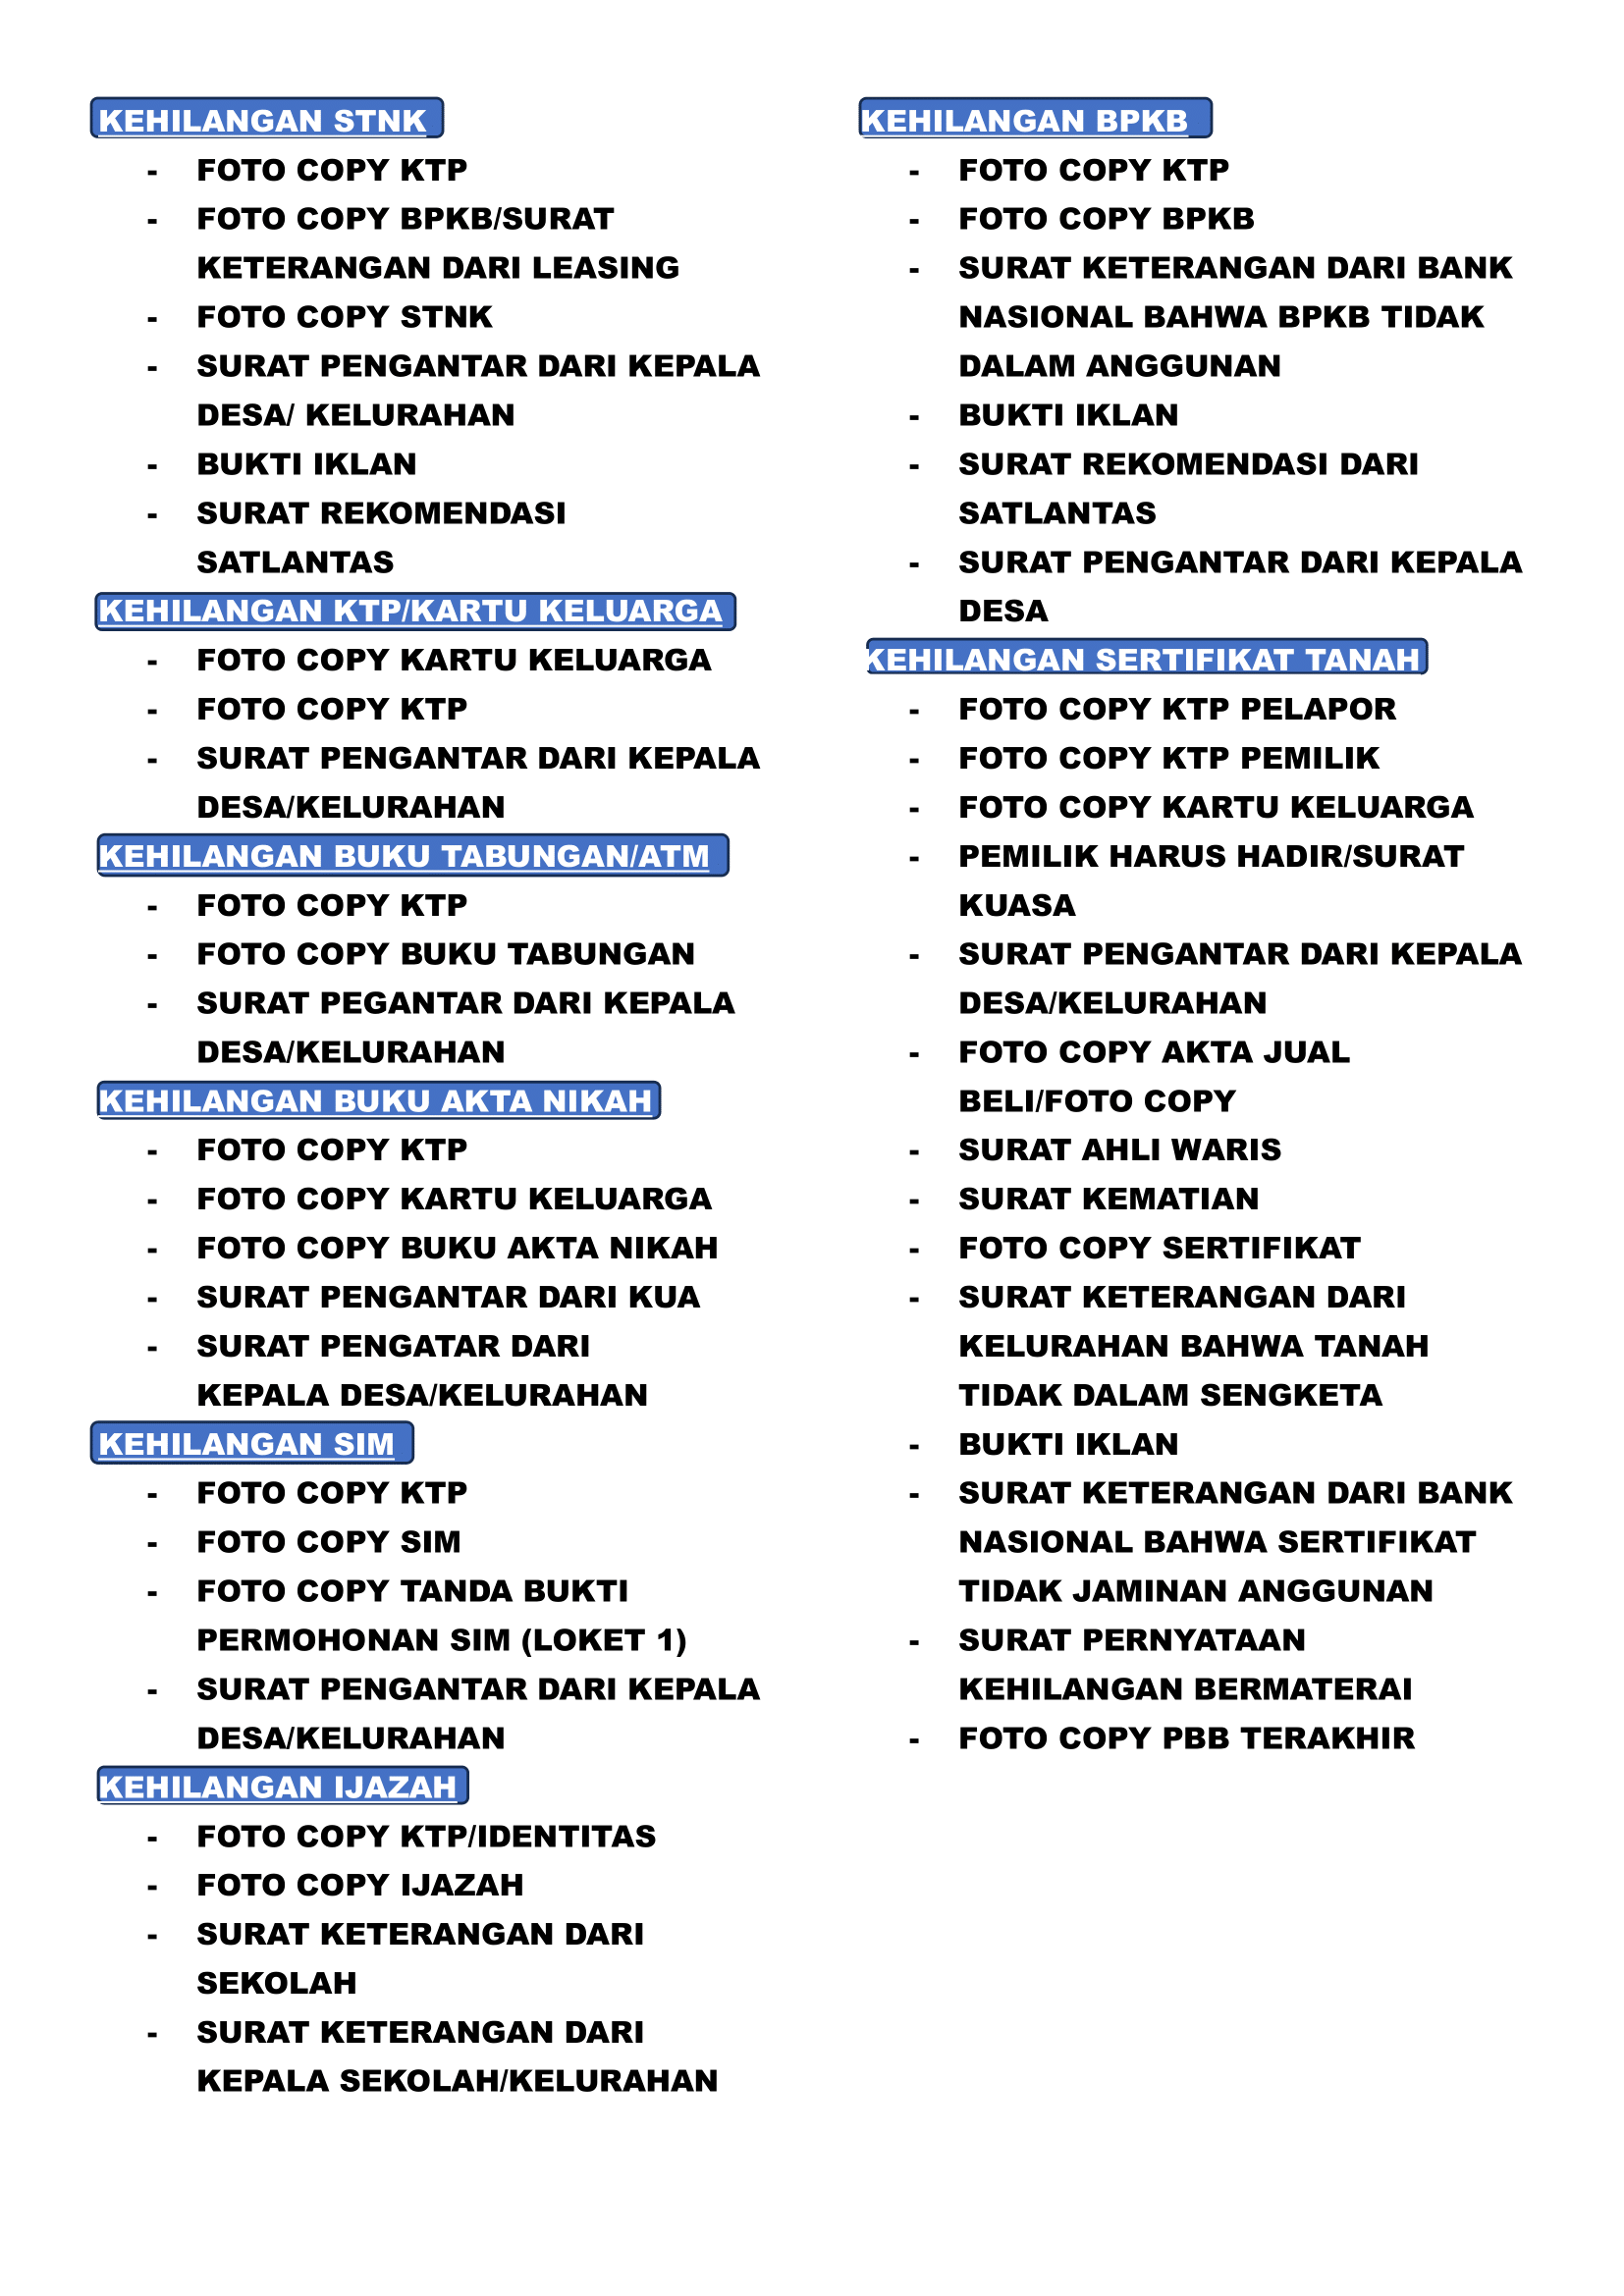 KEHILANGAN STNK
- FOTO COPY KTP
- FOTO COPY BPKB/SURAT
KETERANGAN DARI LEASING
- FOTO COPY STNK
- SURAT PENGANTAR DARI KEPALA
DESA/ KELURAHAN
- BUKTI IKLAN
- SURAT REKOMENDASI
SATLANTAS
KEHILANGAN KTP/KARTU KELUARGA
- FOTO COPY KARTU KELUARGA
- FOTO COPY KTP
- SURAT PENGANTAR DARI KEPALA
DESA/KELURAHAN
KEHILANGAN BUKU TABUNGAN/ATM
- FOTO COPY KTP
- FOTO COPY BUKU TABUNGAN
- SURAT PEGANTAR DARI KEPALA
DESA/KELURAHAN
KEHILANGAN BUKU AKTA NIKAH
- FOTO COPY KTP
- FOTO COPY KARTU KELUARGA
- FOTO COPY BUKU AKTA NIKAH
- SURAT PENGANTAR DARI KUA
- SURAT PENGATAR DARI
KEPALA DESA/KELURAHAN
KEHILANGAN SIM
- FOTO COPY KTP
- FOTO COPY SIM
- FOTO COPY TANDA BUKTI
PERMOHONAN SIM (LOKET 1)
- SURAT PENGANTAR DARI KEPALA
DESA/KELURAHAN
KEHILANGAN IJAZAH
- FOTO COPY KTP/IDENTITAS
- FOTO COPY IJAZAH
- SURAT KETERANGAN DARI
SEKOLAH
- SURAT KETERANGAN DARI
KEPALA SEKOLAH/KELURAHAN
KEHILANGAN BPKB
- FOTO COPY KTP
- FOTO COPY BPKB
- SURAT KETERANGAN DARI BANK
NASIONAL BAHWA BPKB TIDAK
DALAM ANGGUNAN
- BUKTI IKLAN
- SURAT REKOMENDASI DARI
SATLANTAS
- SURAT PENGANTAR DARI KEPALA
DESA
KEHILANGAN SERTIFIKAT TANAH
- FOTO COPY KTP PELAPOR
- FOTO COPY KTP PEMILIK
- FOTO COPY KARTU KELUARGA
- PEMILIK HARUS HADIR/SURAT
KUASA
- SURAT PENGANTAR DARI KEPALA
DESA/KELURAHAN
- FOTO COPY AKTA JUAL
BELI/FOTO COPY
- SURAT AHLI WARIS
- SURAT KEMATIAN
- FOTO COPY SERTIFIKAT
- SURAT KETERANGAN DARI
KELURAHAN BAHWA TANAH
TIDAK DALAM SENGKETA
- BUKTI IKLAN
- SURAT KETERANGAN DARI BANK
NASIONAL BAHWA SERTIFIKAT
TIDAK JAMINAN ANGGUNAN
- SURAT PERNYATAAN
KEHILANGAN BERMATERAI
- FOTO COPY PBB TERAKHIR